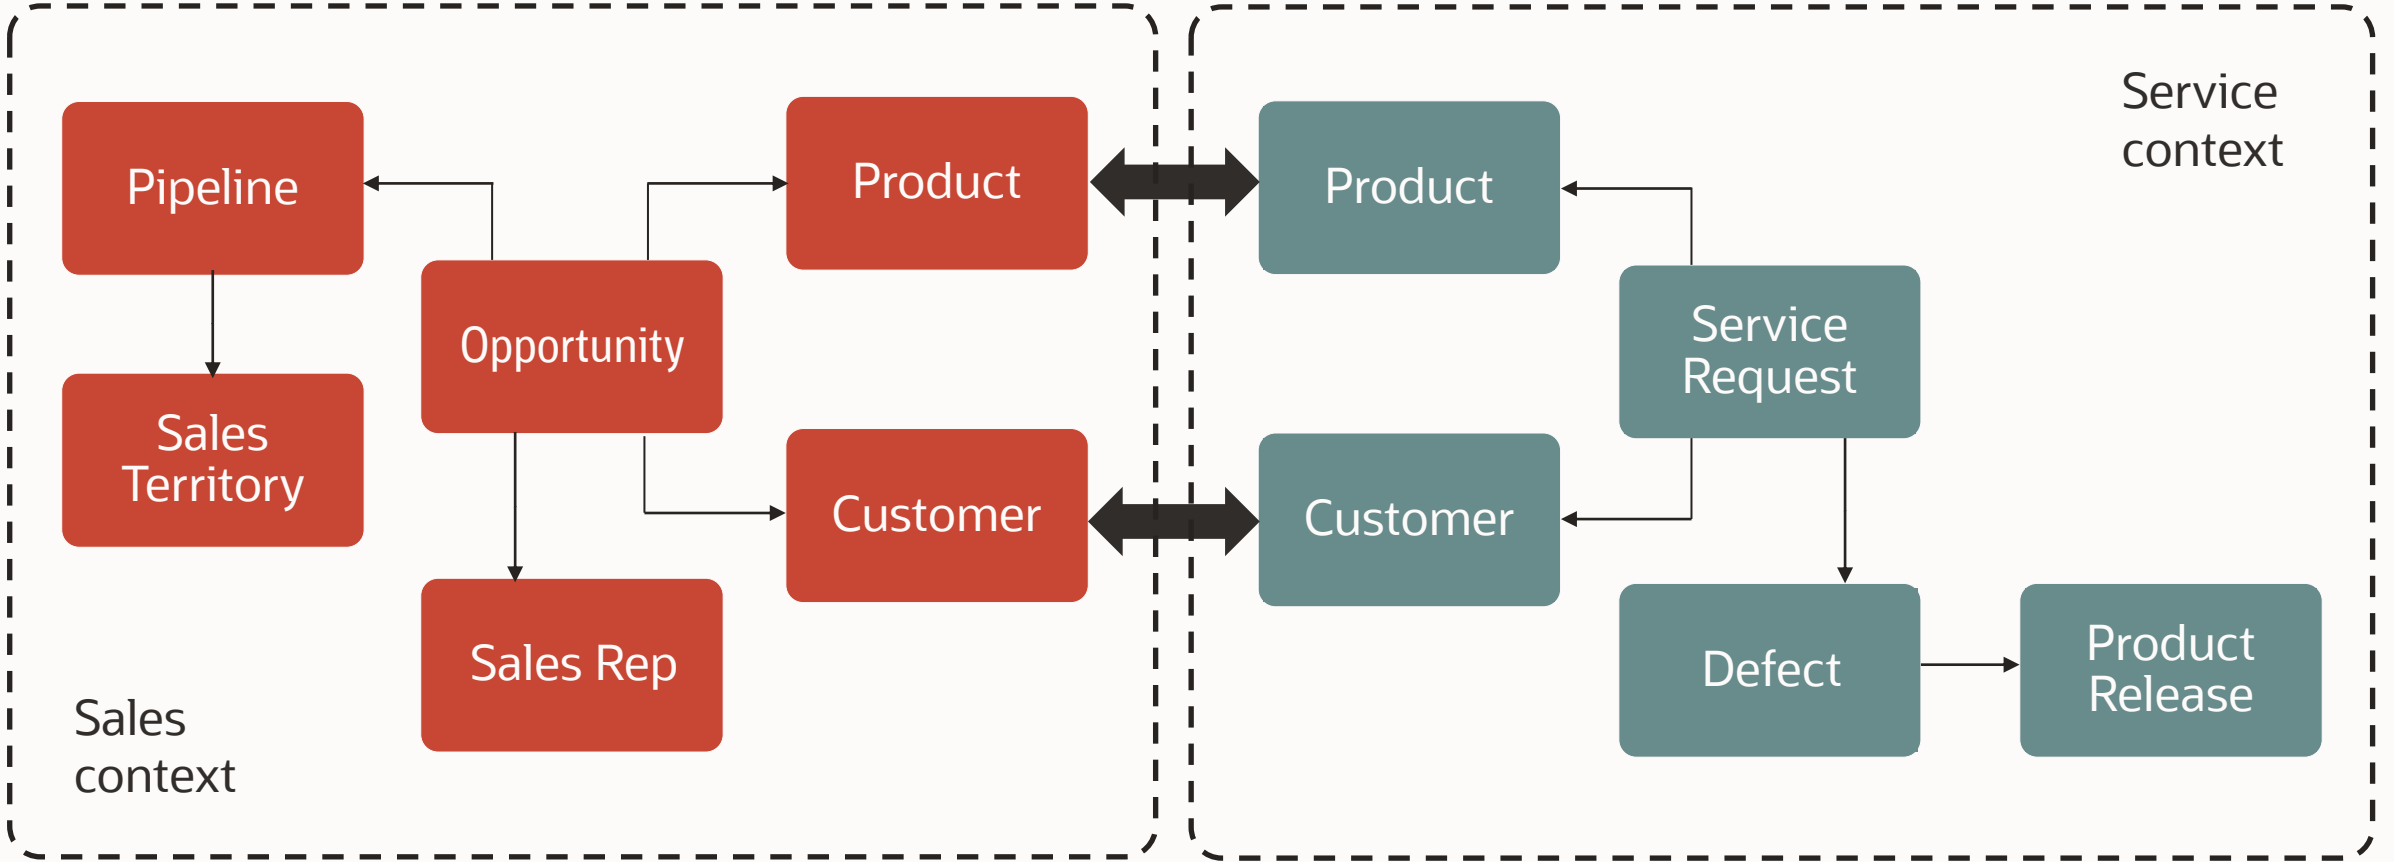 Pipeline
Product
Opportunity
Sales
Territory
Customer
Sales Rep
Sales
context
Service
context
Product
Service
Request
Customer
Defect
Product
Release